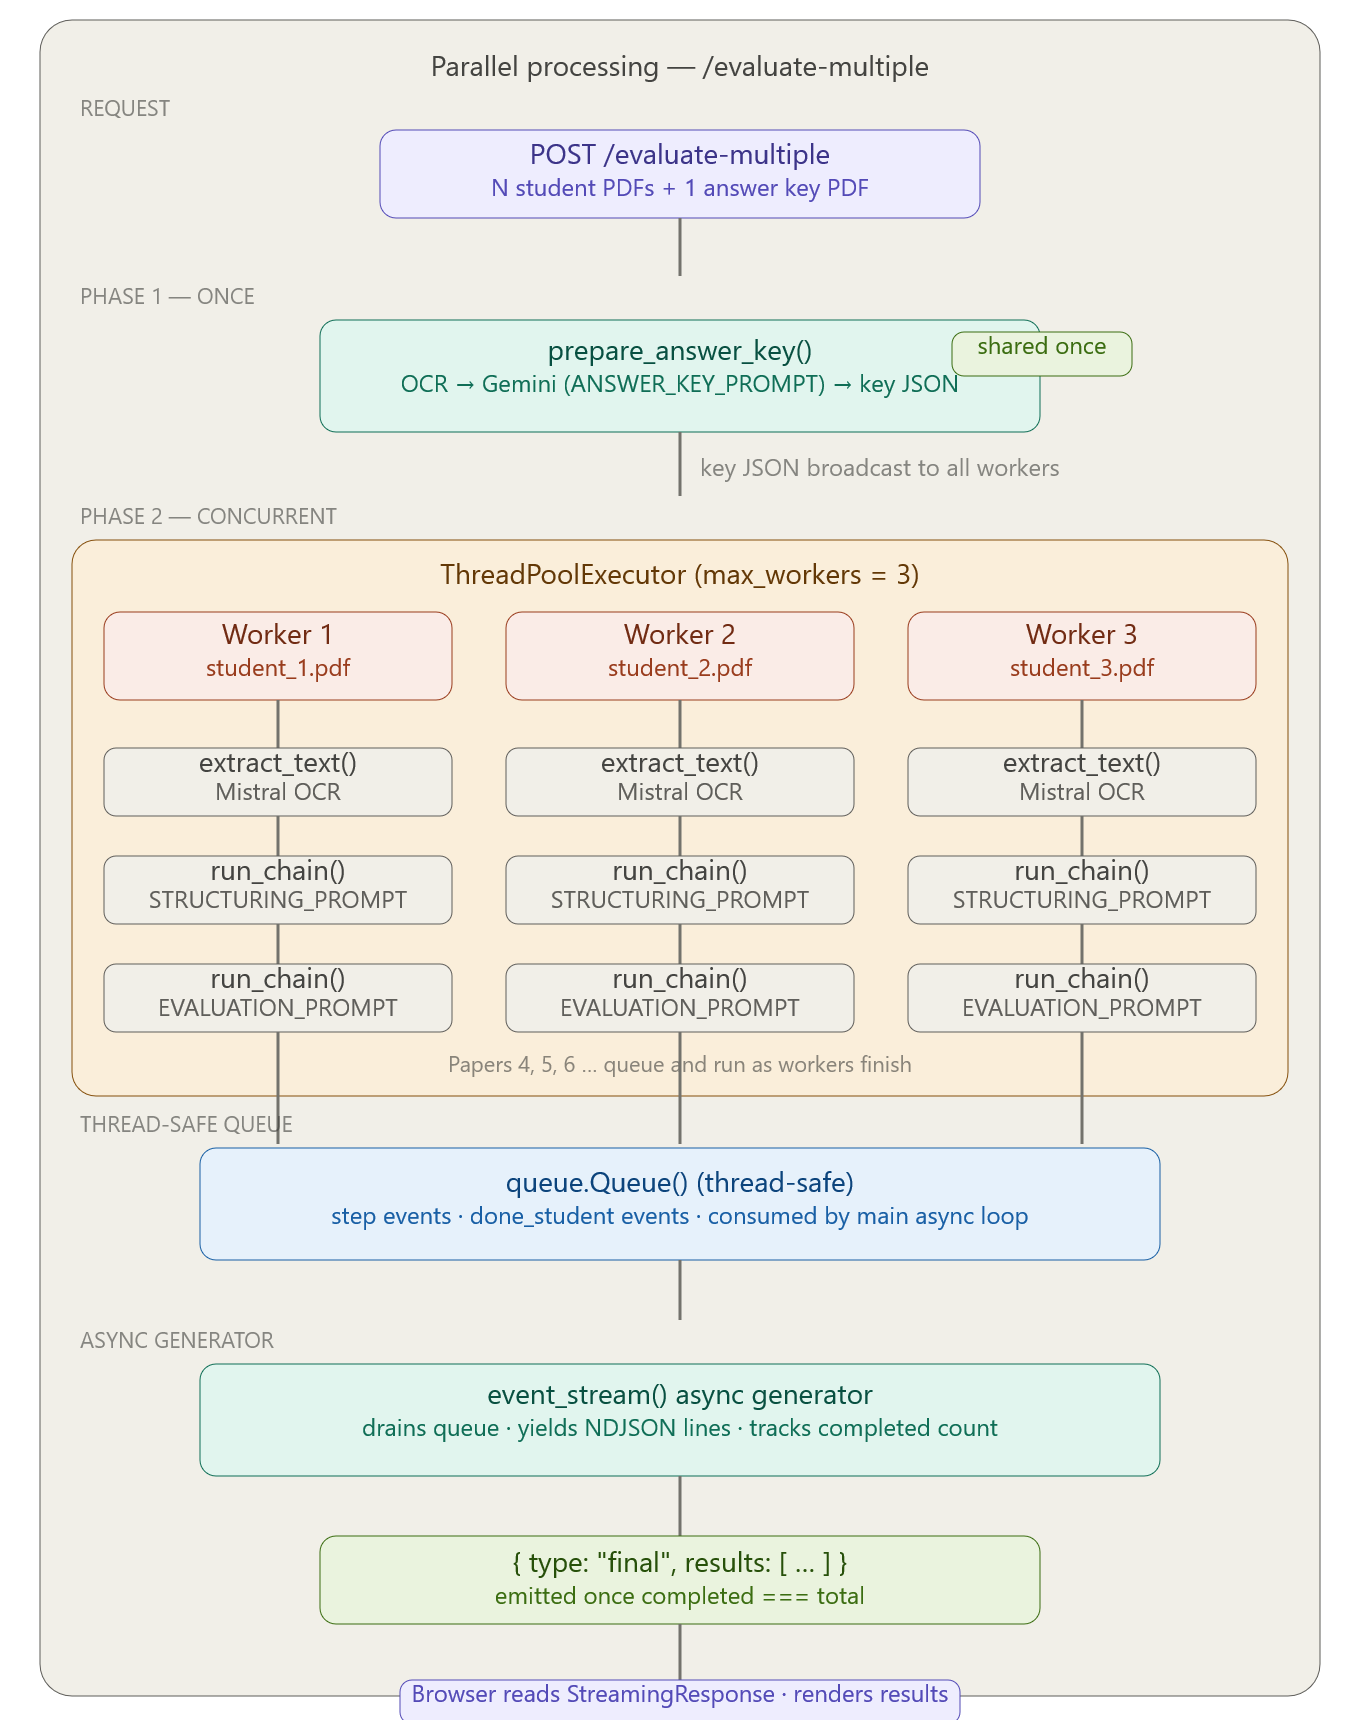 Parallel processing — /evaluate-multiple
REQUEST
POST /evaluate-multiple
N student PDFs + 1 answer key PDF
PHASE 1 — ONCE
prepare_answer_key()
shared once
OCR → Gemini (ANSWER_KEY_PROMPT) → key JSON
key JSON broadcast to all workers
PHASE 2 — CONCURRENT
ThreadPoolExecutor (max_workers = 3)
Worker 1
student_1.pdf
extract_text()
Mistral OCR
run_chain()
STRUCTURING_PROMPT
run_chain()
EVALUATION_PROMPT
Worker 2
student_2.pdf
extract_text()
Mistral OCR
run_chain()
STRUCTURING_PROMPT
run_chain()
EVALUATION_PROMPT
Worker 3
student_3.pdf
extract_text()
Mistral OCR
run_chain()
STRUCTURING_PROMPT
run_chain()
EVALUATION_PROMPT
Papers 4, 5, 6 ... queue and run as workers finish
THREAD-SAFE QUEUE
queue.Queue() (thread-safe)
step events · done_student events · consumed by main async loop
ASYNC GENERATOR
event_stream() async generator
drains queue · yields NDJSON lines · tracks completed count
{ type: "final", results: [ ... ] }
emitted once completed === total
Browser reads StreamingResponse · renders results